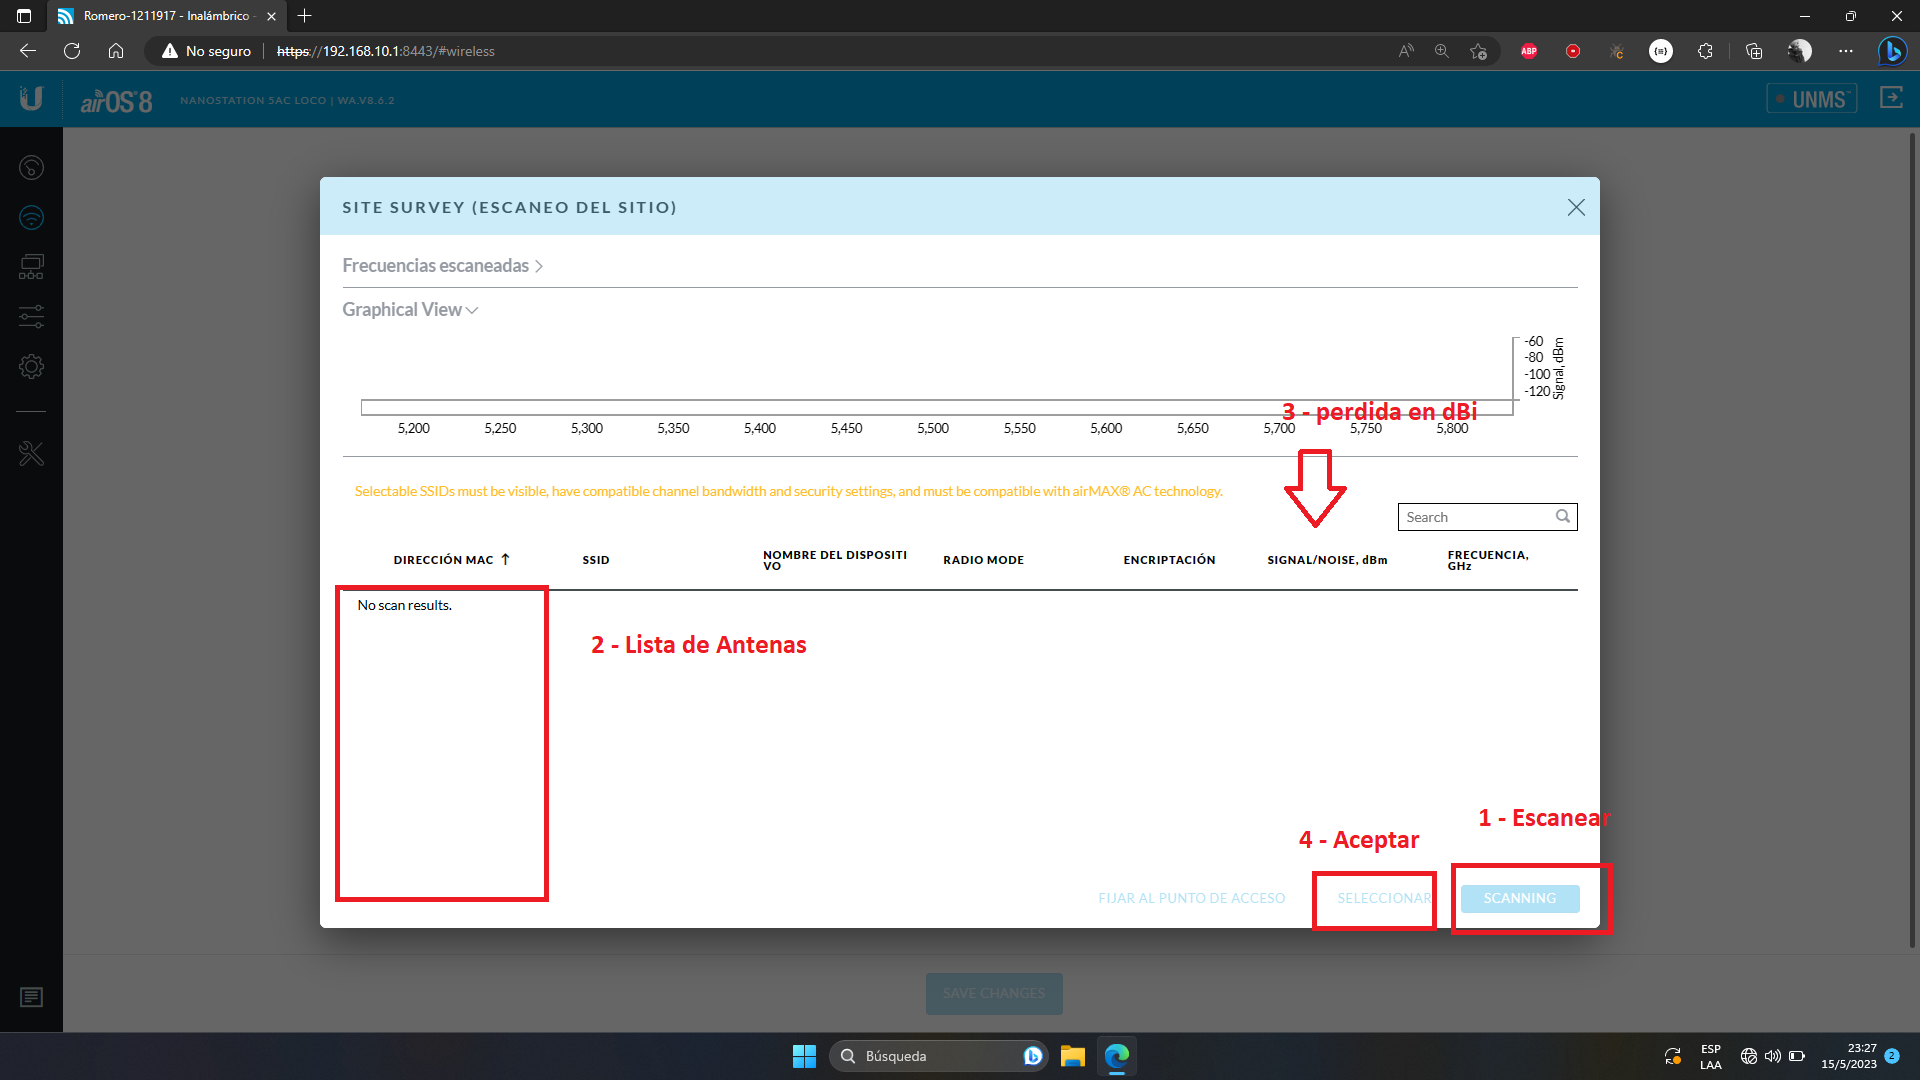 Romero-1211917 - Inalámbrico -
No seguro
https://192.168.10.1:8443/#wireless
ABP
airOS 8
NANOSTATION 5AC LOCO | WA.V8.6.2
UNMS
SITE SURVEY (ESCANEO DEL SITIO)
Frecuencias escaneadas
Graphical View
-60
-80
-100
-120
Signal, dBm
3 - perdida en dBi
5,200 5,250 5,300 5,350 5,400 5,450 5,500 5,550 5,600 5,650 5,700 5,750 5,800
Selectable SSIDs must be visible, have compatible channel bandwidth and security settings, and must be compatible with airMAX® AC technology.
Search
DIRECCIÓN MAC ↑ SSID NOMBRE DEL DISPOSITI
VO RADIO MODE ENCRIPTACIÓN SIGNAL/NOISE, dBm FRECUENCIA,
GHz
No scan results.
2 - Lista de Antenas
1 - Escanear
4 - Aceptar
FIJAR AL PUNTO DE ACCESO SELECCIONAR SCANNING
SAVE CHANGES
Búsqueda
ESP
LAA
23:27
15/5/2023
2